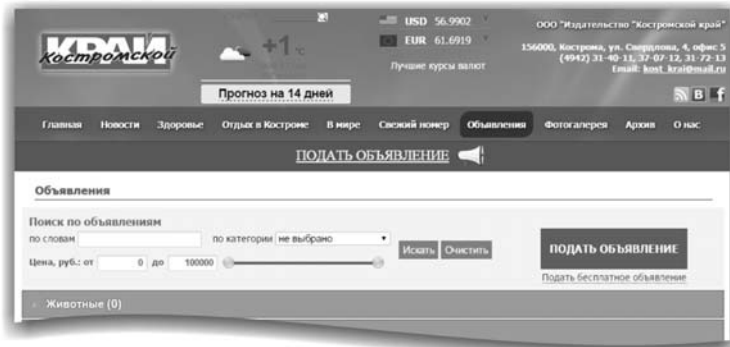 КРАЙ
Костромской
+1 °C
Прогноз на 14 дней
USD 56.9902
EUR 61.6919
Лучшие курсы валют
ООО "Издательство "Костромской край"
156000, Кострома, ул. Свердлова, 4, офис 5
(4942) 31-40-11, 37-07-12, 31-72-13
Email: kost_krai@mail.ru
Главная Новости Здоровье Отдых в Костроме В мире Свежий номер Объявления Фотогалерея Архив О нас
ПОДАТЬ ОБЪЯВЛЕНИЕ
Объявления
Поиск по объявлениям
по словам по категории не выбрано Искать Очистить
Цена, руб.: от 0 до 100000
ПОДАТЬ ОБЪЯВЛЕНИЕ
Подать бесплатное объявление
Животные (0)